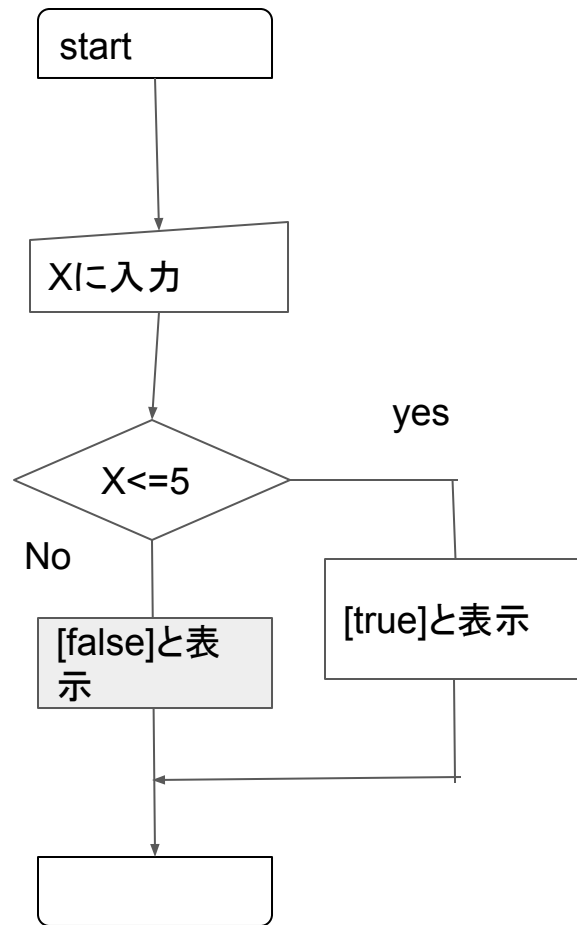 start
Xに入力
yes
X<=5
No
[true]と表示
[false]と表
示